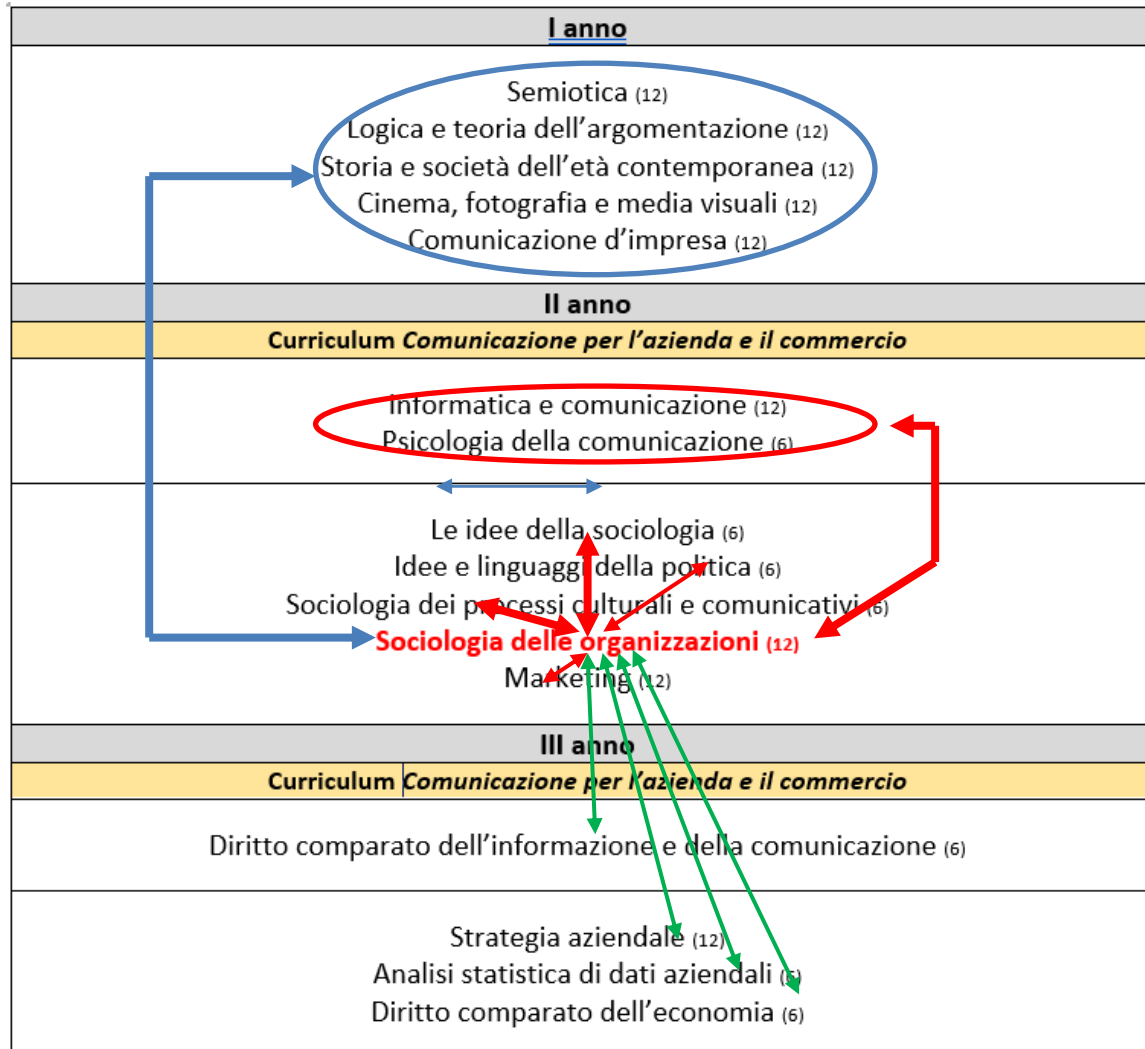 I anno
Semiotica (12)
Logica e teoria dell'argomentazione (12)
Storia e società dell'età contemporanea (12)
Cinema, fotografia e media visuali (12)
Comunicazione d'impresa (12)
II anno
Curriculum Comunicazione per l'azienda e il commercio
Informatica e comunicazione (12)
Psicologia della comunicazione (6)
Le idee della sociologia (6)
Idee e linguaggi della politica (6)
Sociologia dei processi culturali e comunicativi (6)
Sociologia delle organizzazioni (12)
Marketing (12)
III anno
Curriculum Comunicazione per l'azienda e il commercio
Diritto comparato dell'informazione e della comunicazione (6)
Strategia aziendale (12)
Analisi statistica di dati aziendali (6)
Diritto comparato dell'economia (6)